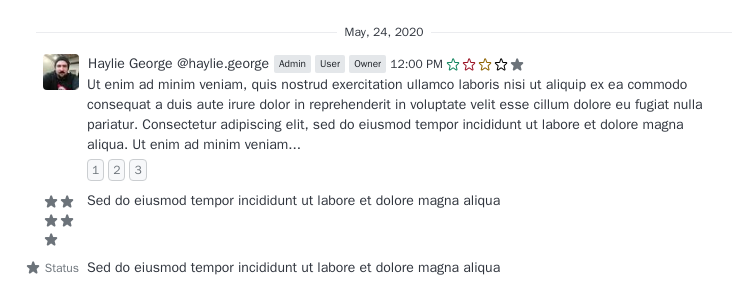 May, 24, 2020
Haylie George @haylie.george Admin User Owner 12:00 PM
Ut enim ad minim veniam, quis nostrud exercitation ullamco laboris nisi ut aliquip ex ea commodo
consequat a duis aute irure dolor in reprehenderit in voluptate velit esse cillum dolore eu fugiat nulla
pariatur. Consectetur adipiscing elit, sed do eiusmod tempor incididunt ut labore et dolore magna
aliqua. Ut enim ad minim veniam...
1 2 3
Sed do eiusmod tempor incididunt ut labore et dolore magna aliqua
Status Sed do eiusmod tempor incididunt ut labore et dolore magna aliqua